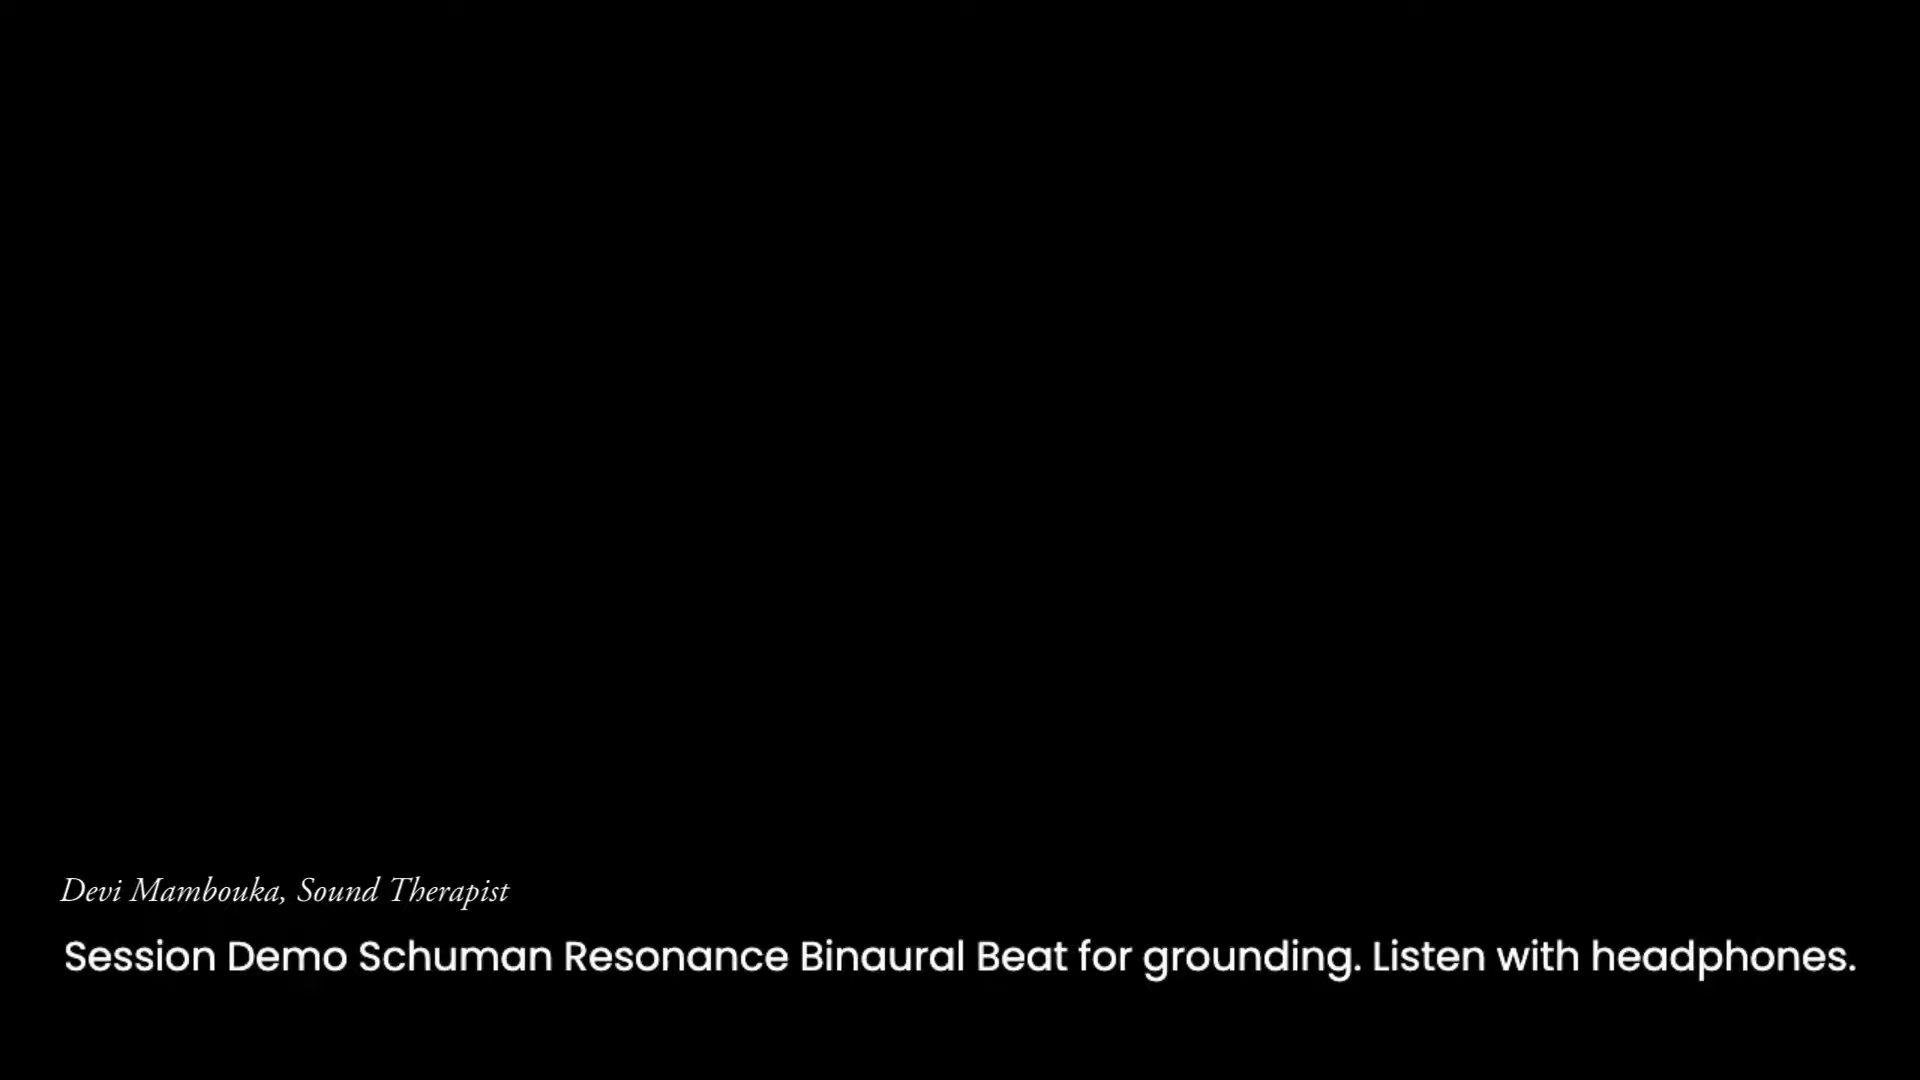 Devi Mambouka, Sound Therapist
Session Demo Schuman Resonance Binaural Beat for grounding. Listen with headphones.